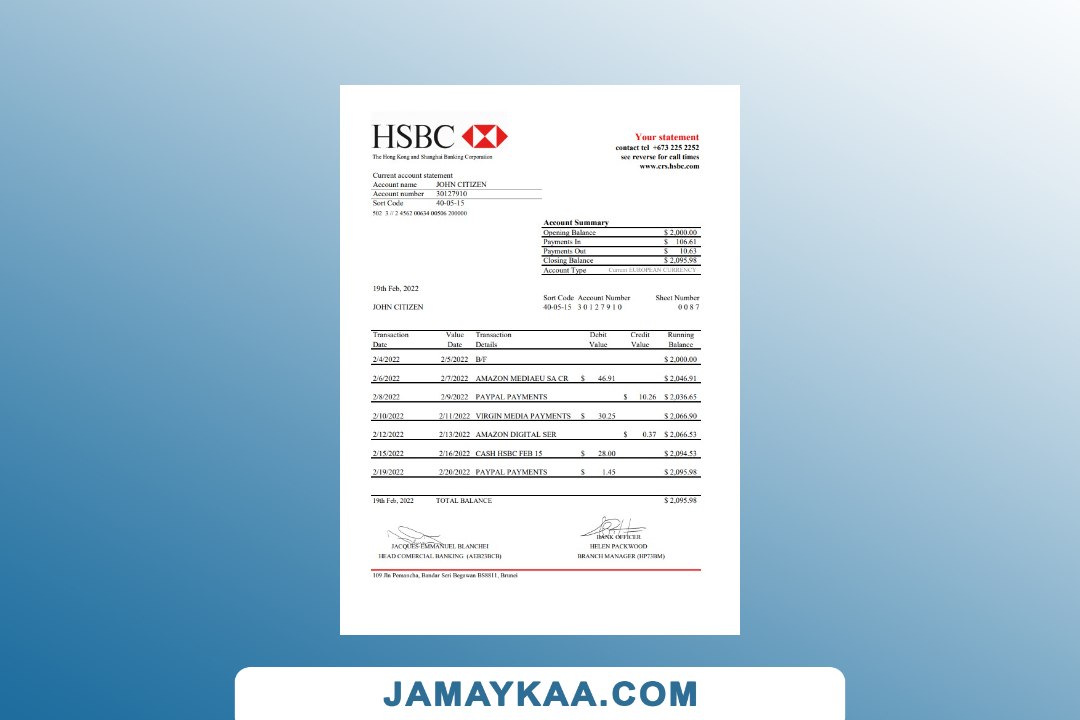 HSBC
The Hong Kong and Shanghai Banking Corporation
Your statement
contact tel +673 225 2252
see reverse for call times
www.crs.hsbc.com
Current account statement
Account name JOHN CITIZEN
Account number 30127910
Sort Code 40-05-15
502 3 // 2 4562 00634 00506 200000
Account Summary
Opening Balance $ 2,000.00
Payments In $ 106.61
Payments Out $ 10.63
Closing Balance $ 2,095.98
Account Type Current EUROPEAN CURRENCY
19th Feb, 2022
Sort Code Account Number Sheet Number
JOHN CITIZEN 40-05-15 3 0 1 2 7 9 1 0 0 0 8 7
Transaction Value Transaction Debit Credit Running
Date Date Details Value Value Balance
2/4/2022 2/5/2022 B/F $ 2,000.00
2/6/2022 2/7/2022 AMAZON MEDIAEU SA CR $ 46.91 $ 2,046.91
2/8/2022 2/9/2022 PAYPAL PAYMENTS $ 10.26 $ 2,036.65
2/10/2022 2/11/2022 VIRGIN MEDIA PAYMENTS $ 30.25 $ 2,066.90
2/12/2022 2/13/2022 AMAZON DIGITAL SER $ 0.37 $ 2,066.53
2/15/2022 2/16/2022 CASH HSBC FEB 15 $ 28.00 $ 2,094.53
2/19/2022 2/20/2022 PAYPAL PAYMENTS $ 1.45 $ 2,095.98
19th Feb, 2022 TOTAL BALANCE $ 2,095.98
BANK OFFICER
JACQUES-EMMANUEL BLANCHEI HELEN PACKWOOD
HEAD COMERCIAL BANKING (AEB23BCB) BRANCH MANAGER (HP73BM)
109 Jln Pemancha, Bandar Seri Begawan BS8811, Brunei
JAMAYKAA.COM